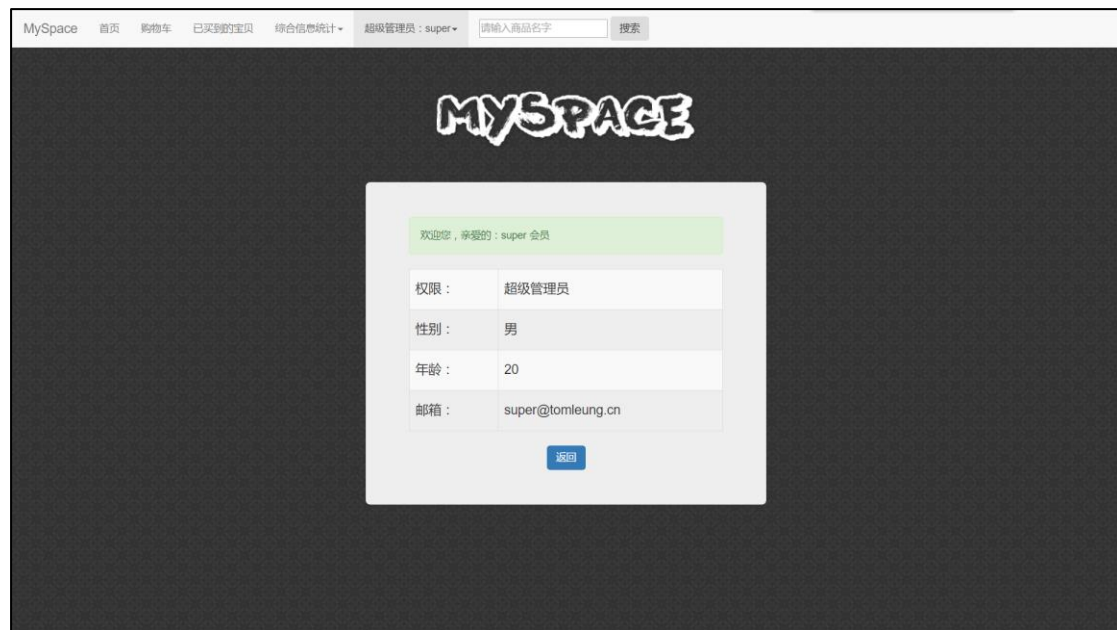 MySpace 首页 购物车 已买到的宝贝 综合信息统计 超级管理员：super 请输入商品名字 搜索
MYSPACE
欢迎您，亲爱的：super 会员
权限： 超级管理员
性别： 男
年龄： 20
邮箱： super@tomleung.cn
返回